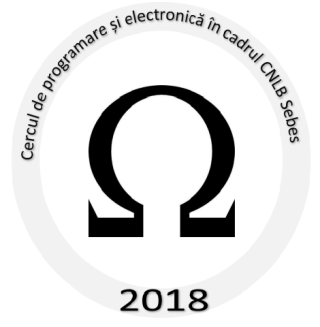 Cercul de programare și electronică în cadrul CNLB Sebes
Ω
2018